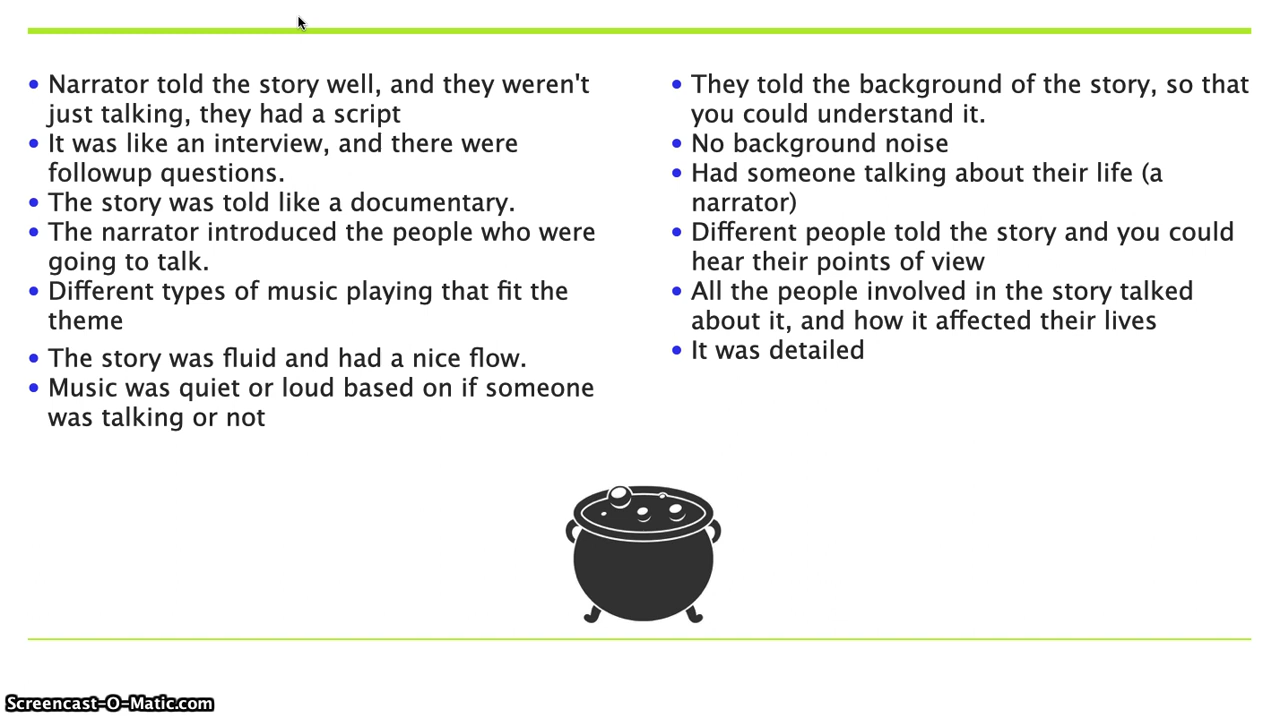 • Narrator told the story well, and they weren't
just talking, they had a script
• It was like an interview, and there were
followup questions.
• The story was told like a documentary.
• The narrator introduced the people who were
going to talk.
• Different types of music playing that fit the
theme
• The story was fluid and had a nice flow.
• Music was quiet or loud based on if someone
was talking or not
• They told the background of the story, so that
you could understand it.
• No background noise
• Had someone talking about their life (a
narrator)
• Different people told the story and you could
hear their points of view
• All the people involved in the story talked
about it, and how it affected their lives
• It was detailed
Screencast-O-Matic.com